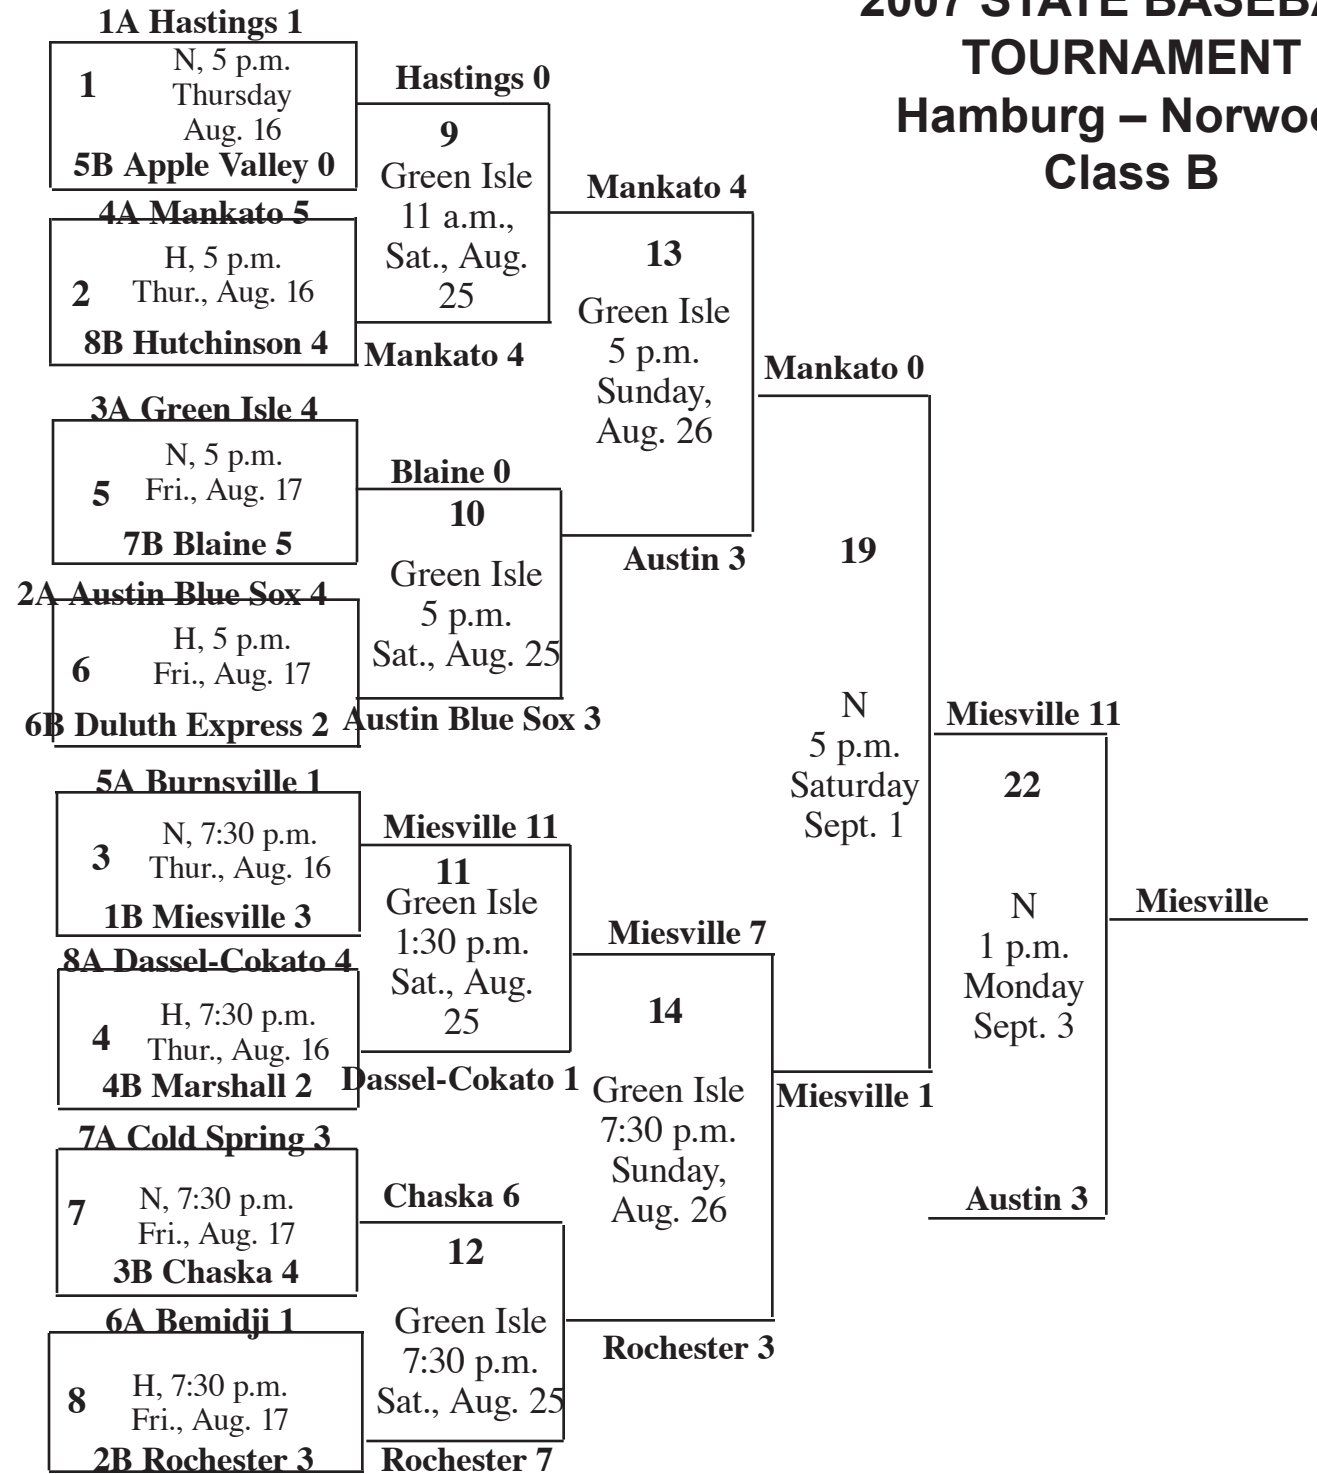 2007 STATE BASEBA
TOURNAMENT
Hamburg – Norwoo
Class B
1A Hastings 1
1
N, 5 p.m.
Thursday
Aug. 16
5B Apple Valley 0
4A Mankato 5
2
H, 5 p.m.
Thur., Aug. 16
8B Hutchinson 4
3A Green Isle 4
5
N, 5 p.m.
Fri., Aug. 17
7B Blaine 5
2A Austin Blue Sox 4
6
H, 5 p.m.
Fri., Aug. 17
6B Duluth Express 2
5A Burnsville 1
3
N, 7:30 p.m.
Thur., Aug. 16
1B Miesville 3
8A Dassel-Cokato 4
4
H, 7:30 p.m.
Thur., Aug. 16
4B Marshall 2
7A Cold Spring 3
7
N, 7:30 p.m.
Fri., Aug. 17
3B Chaska 4
6A Bemidji 1
8
H, 7:30 p.m.
Fri., Aug. 17
2B Rochester 3
Hastings 0
9
Green Isle
11 a.m.,
Sat., Aug.
25
Mankato 4
Blaine 0
10
Green Isle
5 p.m.
Sat., Aug. 25
Austin Blue Sox 3
Miesville 11
11
Green Isle
1:30 p.m.
Sat., Aug.
25
Dassel-Cokato 1
Chaska 6
12
Green Isle
7:30 p.m.
Sat., Aug. 25
Rochester 7
Mankato 4
13
Green Isle
5 p.m.
Sunday,
Aug. 26
Austin 3
Miesville 7
14
Green Isle
7:30 p.m.
Sunday,
Aug. 26
Rochester 3
Mankato 0
19
N
5 p.m.
Saturday
Sept. 1
Miesville 1
Miesville 11
22
N
1 p.m.
Monday
Sept. 3
Austin 3
Miesville